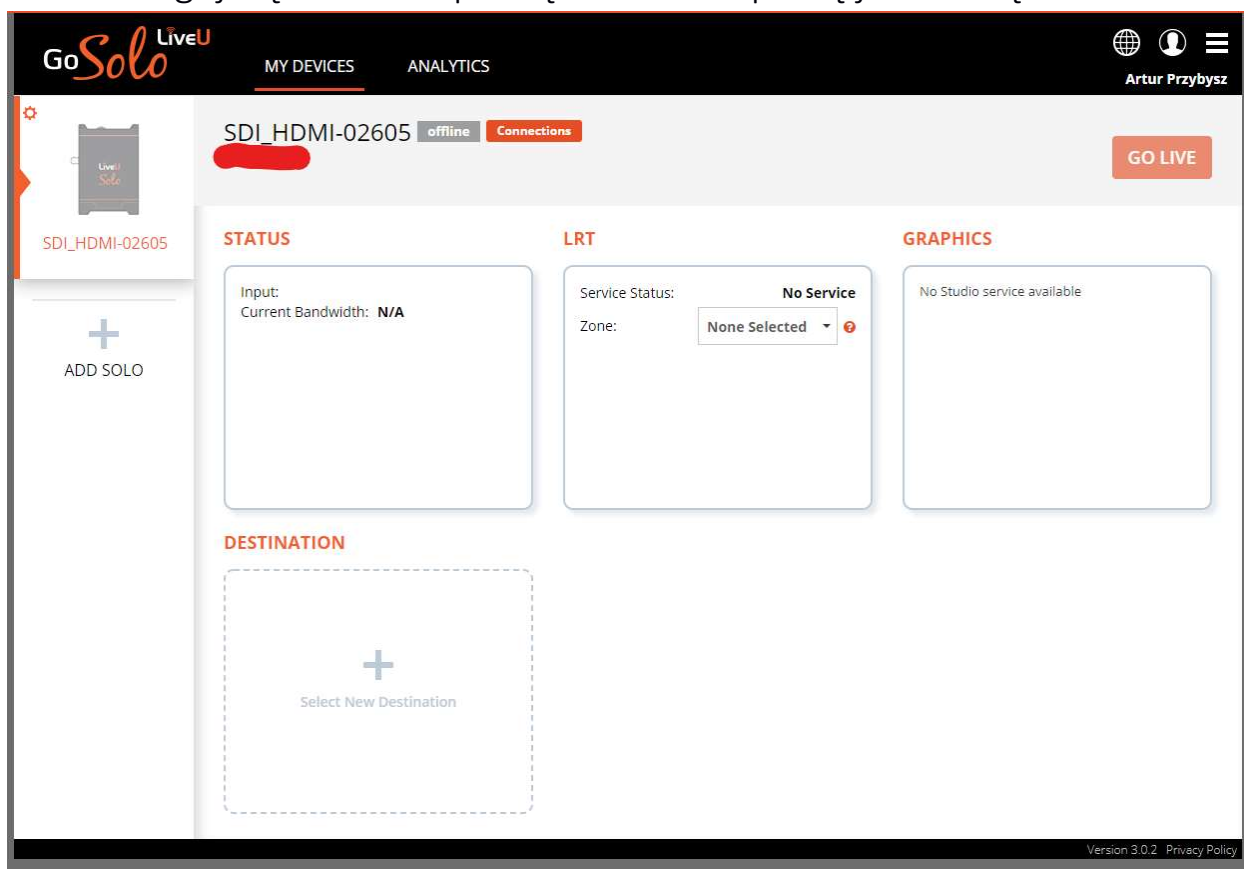 GoSolo LiveU
MY DEVICES ANALYTICS
Artur Przybysz
SDI_HDMI-02605 offline Connections
GO LIVE
LiveU
Solo
SDI_HDMI-02605
ADD SOLO
STATUS
Input:
Current Bandwidth: N/A
LRT
Service Status: No Service
Zone: None Selected
GRAPHICS
No Studio service available
DESTINATION
Select New Destination
Version 3.0.2 Privacy Policy